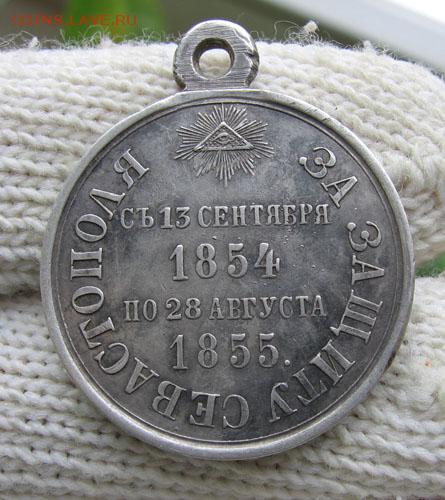 COINS.LAVE.RU
ЗА ЗАЩИТУ СЕВАСТОПОЛЯ
СЪ 13 СЕНТЯБРЯ
1854
ПО 28 АВГУСТА
1855.